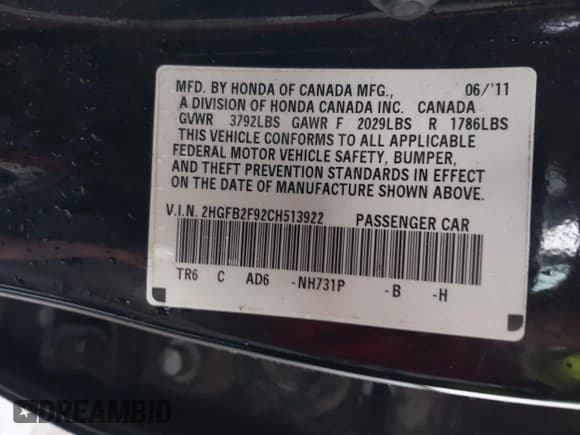 MFD. BY HONDA OF CANADA MFG., 06/'11
A DIVISION OF HONDA CANADA INC. CANADA
GVWR 3792LBS GAWR F 2029LBS R 1786LBS
THIS VEHICLE CONFORMS TO ALL APPLICABLE
FEDERAL MOTOR VEHICLE SAFETY, BUMPER,
AND THEFT PREVENTION STANDARDS IN EFFECT
ON THE DATE OF MANUFACTURE SHOWN ABOVE.
V.I.N. 2HGFB2F92CH513922 PASSENGER CAR
TR6 C AD6 -NH731P -B -H
DREAMBID